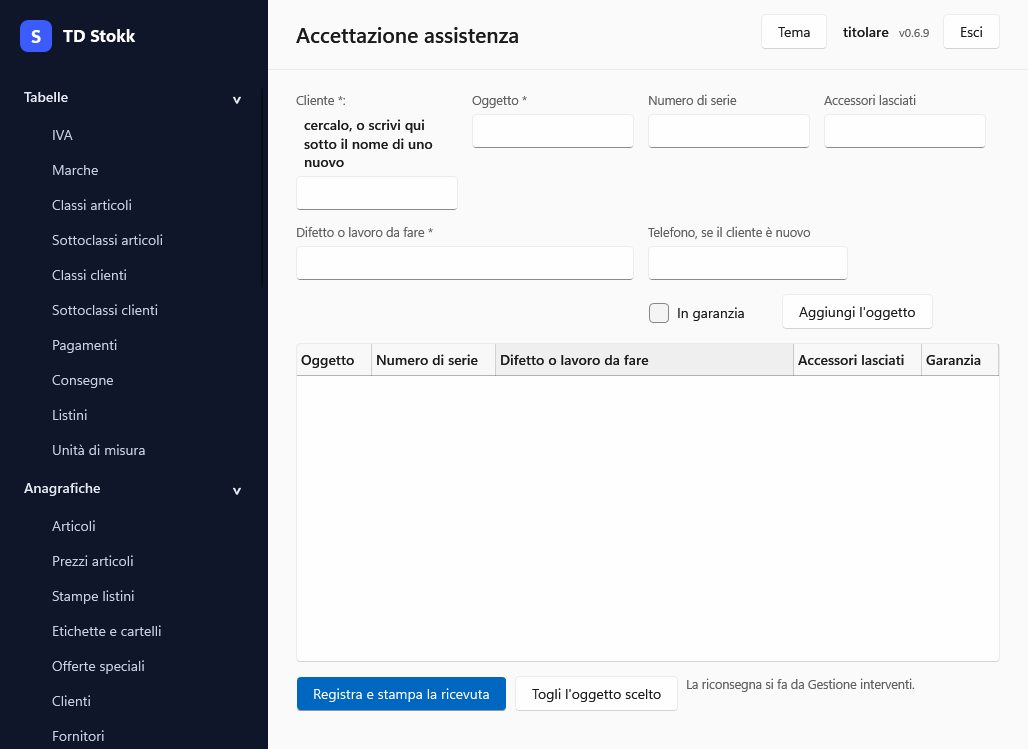 S TD Stokk
Tabelle v
IVA
Marche
Classi articoli
Sottoclassi articoli
Classi clienti
Sottoclassi clienti
Pagamenti
Consegne
Listini
Unità di misura
Anagrafiche v
Articoli
Prezzi articoli
Stampe listini
Etichette e cartelli
Offerte speciali
Clienti
Fornitori
Accettazione assistenza
Tema titolare v0.6.9 Esci
Cliente *: Oggetto * Numero di serie Accessori lasciati
cercalo, o scrivi qui
sotto il nome di uno
nuovo
Difetto o lavoro da fare * Telefono, se il cliente è nuovo
In garanzia Aggiungi l'oggetto
Oggetto Numero di serie Difetto o lavoro da fare Accessori lasciati Garanzia
Registra e stampa la ricevuta Togli l'oggetto scelto La riconsegna si fa da Gestione interventi.